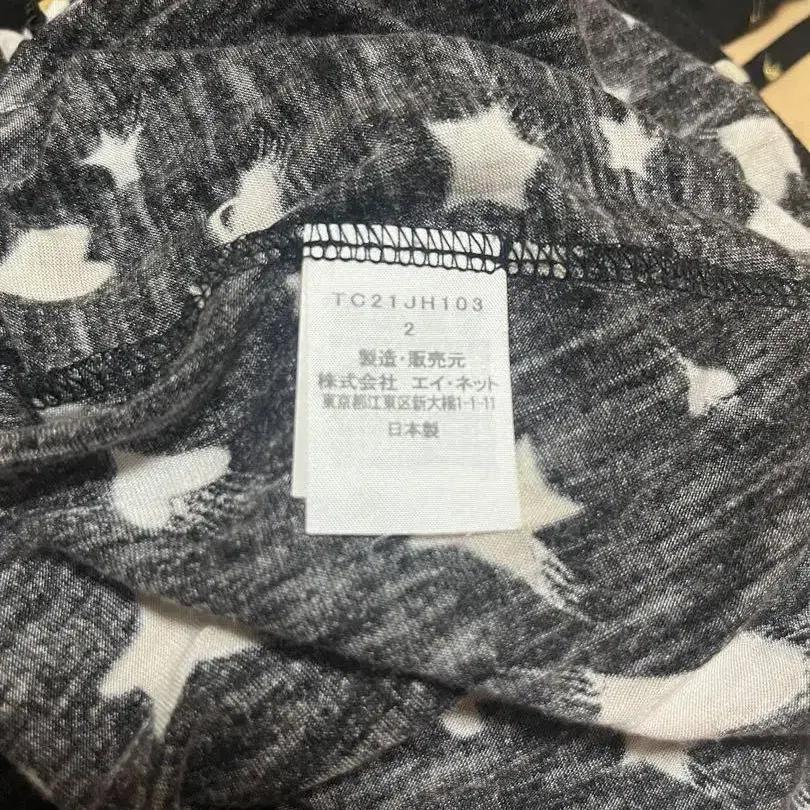 TC21JH103
2
製造・販売元
株式会社 エイ・ネット
東京都江東区新大橋1-1-11
日本製